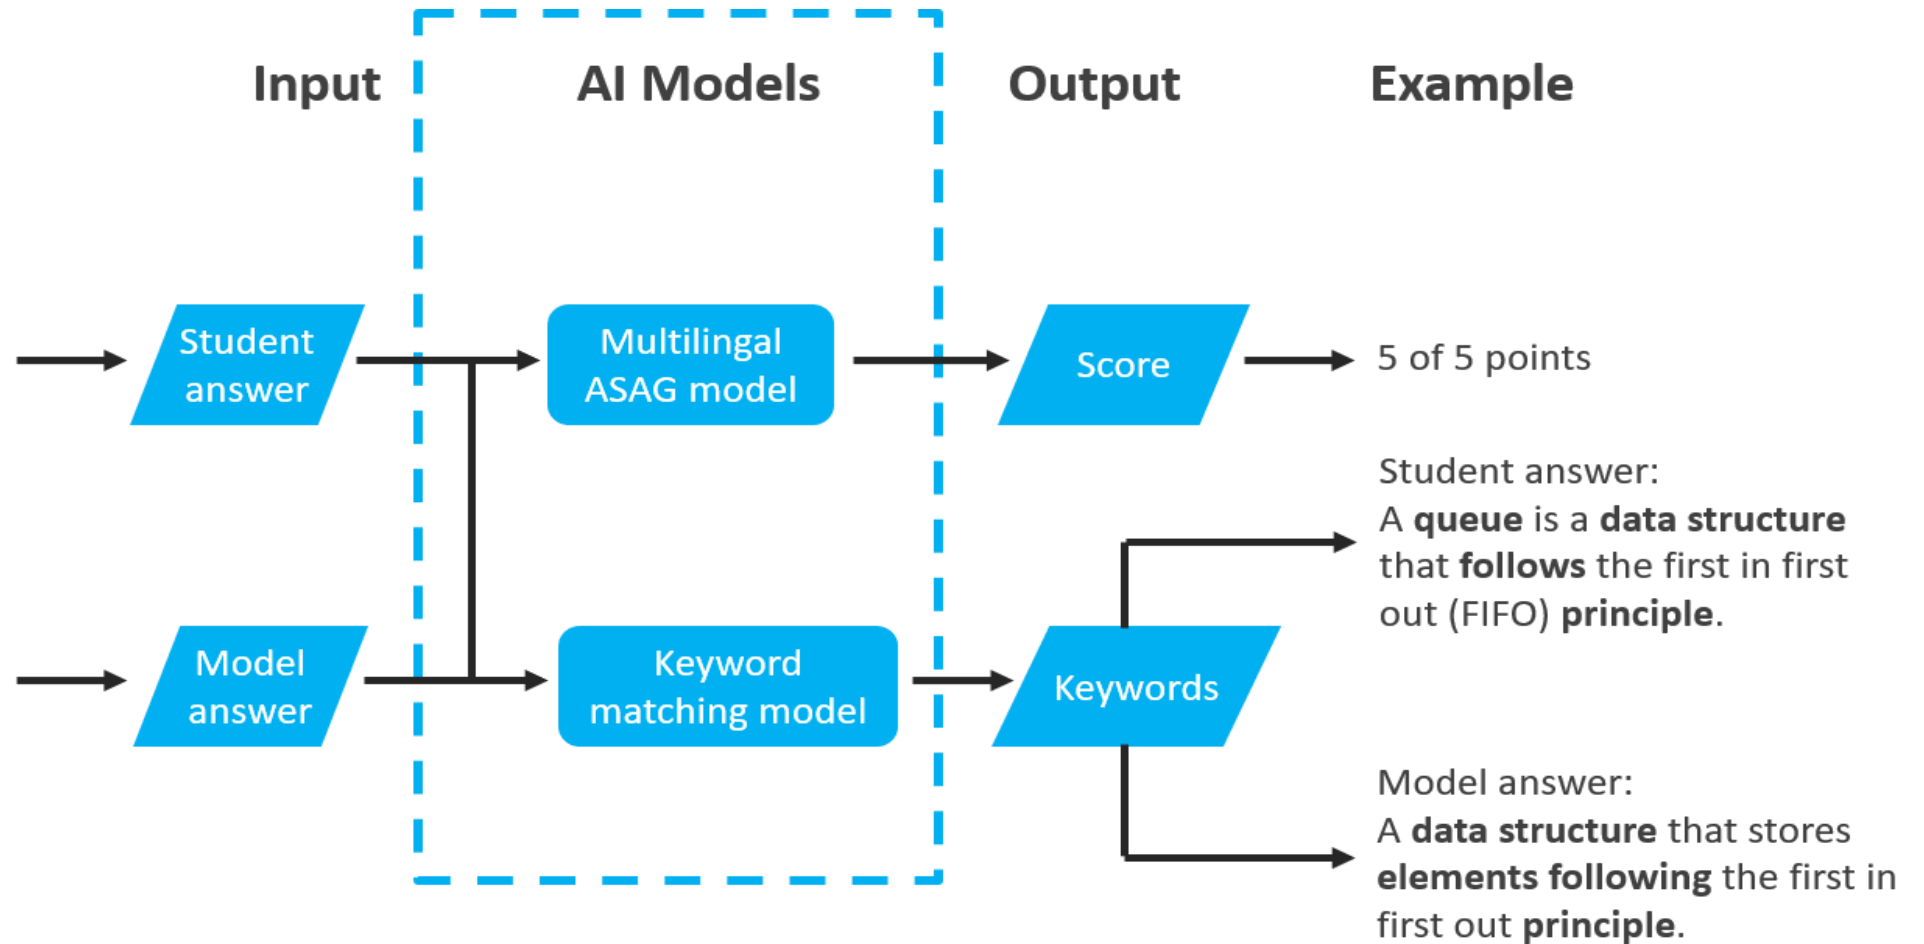 Input
AI Models
Output
Example
Student
answer
Multilingal
ASAG model
Score
5 of 5 points
Student answer:
A queue is a data structure
that follows the first in first
out (FIFO) principle.
Model
answer
Keyword
matching model
Keywords
Model answer:
A data structure that stores
elements following the first in
first out principle.